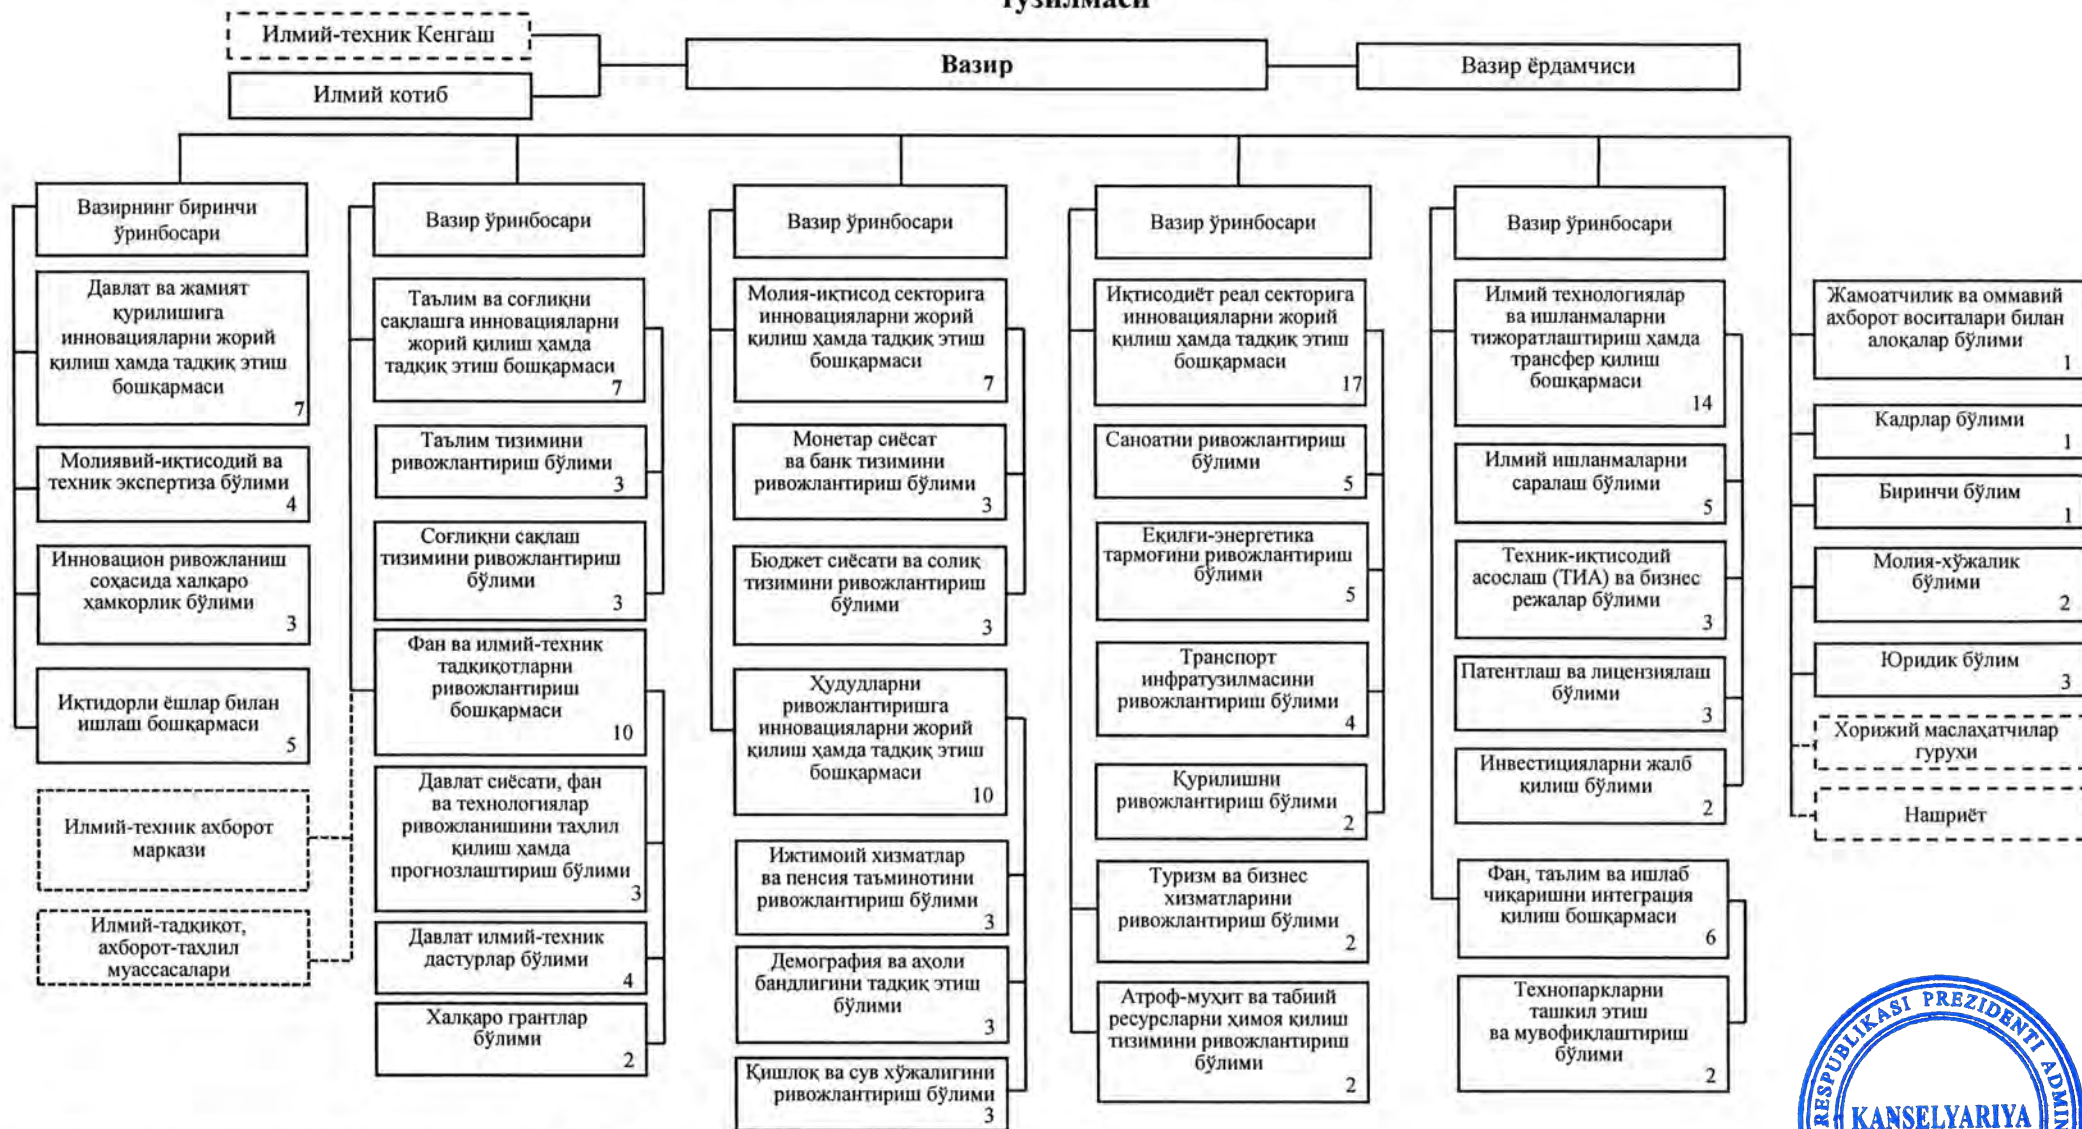 тузилмаси
Илмий-техник Кенгаш
Илмий котиб
Вазир
Вазир ёрдамчиси
Вазирнинг биринчи
ўринбосари
Давлат ва жамият
қурилишига
инновацияларни жорий
қилиш ҳамда тадқиқ этиш
бошқармаси
7
Молиявий-иқтисодий ва
техник экспертиза бўлими
4
Инновацион ривожланиш
соҳасида халқаро
ҳамкорлик бўлими
3
Иқтидорли ёшлар билан
ишлаш бошқармаси
5
Илмий-техник ахборот
маркази
Илмий-тадқиқот,
ахборот-таҳлил
муассасалари
Вазир ўринбосари
Таълим ва соғлиқни
сақлашга инновацияларни
жорий қилиш ҳамда
тадқиқ этиш бошқармаси
7
Таълим тизимини
ривожлантириш бўлими
3
Соғлиқни сақлаш
тизимини ривожлантириш
бўлими
3
Фан ва илмий-техник
тадқиқотларни
ривожлантириш
бошқармаси
10
Давлат сиёсати, фан
ва технологиялар
ривожланишини таҳлил
қилиш ҳамда
прогнозлаштириш бўлими
3
Давлат илмий-техник
дастурлар бўлими
4
Халқаро грантлар
бўлими
2
Вазир ўринбосари
Молия-иқтисод секторига
инновацияларни жорий
қилиш ҳамда тадқиқ этиш
бошқармаси
7
Монетар сиёсат
ва банк тизимини
ривожлантириш бўлими
3
Бюджет сиёсати ва солиқ
тизимини ривожлантириш
бўлими
3
Ҳудудларни
ривожлантиришга
инновацияларни жорий
қилиш ҳамда тадқиқ этиш
бошқармаси
10
Ижтимоий хизматлар
ва пенсия таъминотини
ривожлантириш бўлими
3
Демография ва аҳоли
бандлигини тадқиқ этиш
бўлими
3
Қишлоқ ва сув хўжалигини
ривожлантириш бўлими
3
Вазир ўринбосари
Иқтисодиёт реал секторига
инновацияларни жорий
қилиш ҳамда тадқиқ этиш
бошқармаси
17
Саноатни ривожлантириш
бўлими
5
Ёқилғи-энергетика
тармоғини ривожлантириш
бўлими
5
Транспорт
инфратузилмасини
ривожлантириш бўлими
4
Қурилишни
ривожлантириш бўлими
2
Туризм ва бизнес
хизматларини
ривожлантириш бўлими
2
Атроф-муҳит ва табиий
ресурсларни ҳимоя қилиш
тизимини ривожлантириш
бўлими
2
Вазир ўринбосари
Илмий технологиялар
ва ишланмаларни
тижоратлаштириш ҳамда
трансфер қилиш
бошқармаси
14
Илмий ишланмаларни
саралаш бўлими
5
Техник-иқтисодий
асослаш (ТИА) ва бизнес
режалар бўлими
3
Патентлаш ва лицензиялаш
бўлими
3
Инвестицияларни жалб
қилиш бўлими
2
Фан, таълим ва ишлаб
чиқаришни интеграция
қилиш бошқармаси
6
Технопаркларни
ташкил этиш
ва мувофиқлаштириш
бўлими
2
Жамоатчилик ва оммавий
ахборот воситалари билан
алоқалар бўлими
1
Кадрлар бўлими
1
Биринчи бўлим
1
Молия-хўжалик
бўлими
2
Юридик бўлим
3
Хорижий маслаҳатчилар
гуруҳи
Нашриёт
RESPUBLIKASI PREZIDENTI ADMIN
KANSELYARIYA